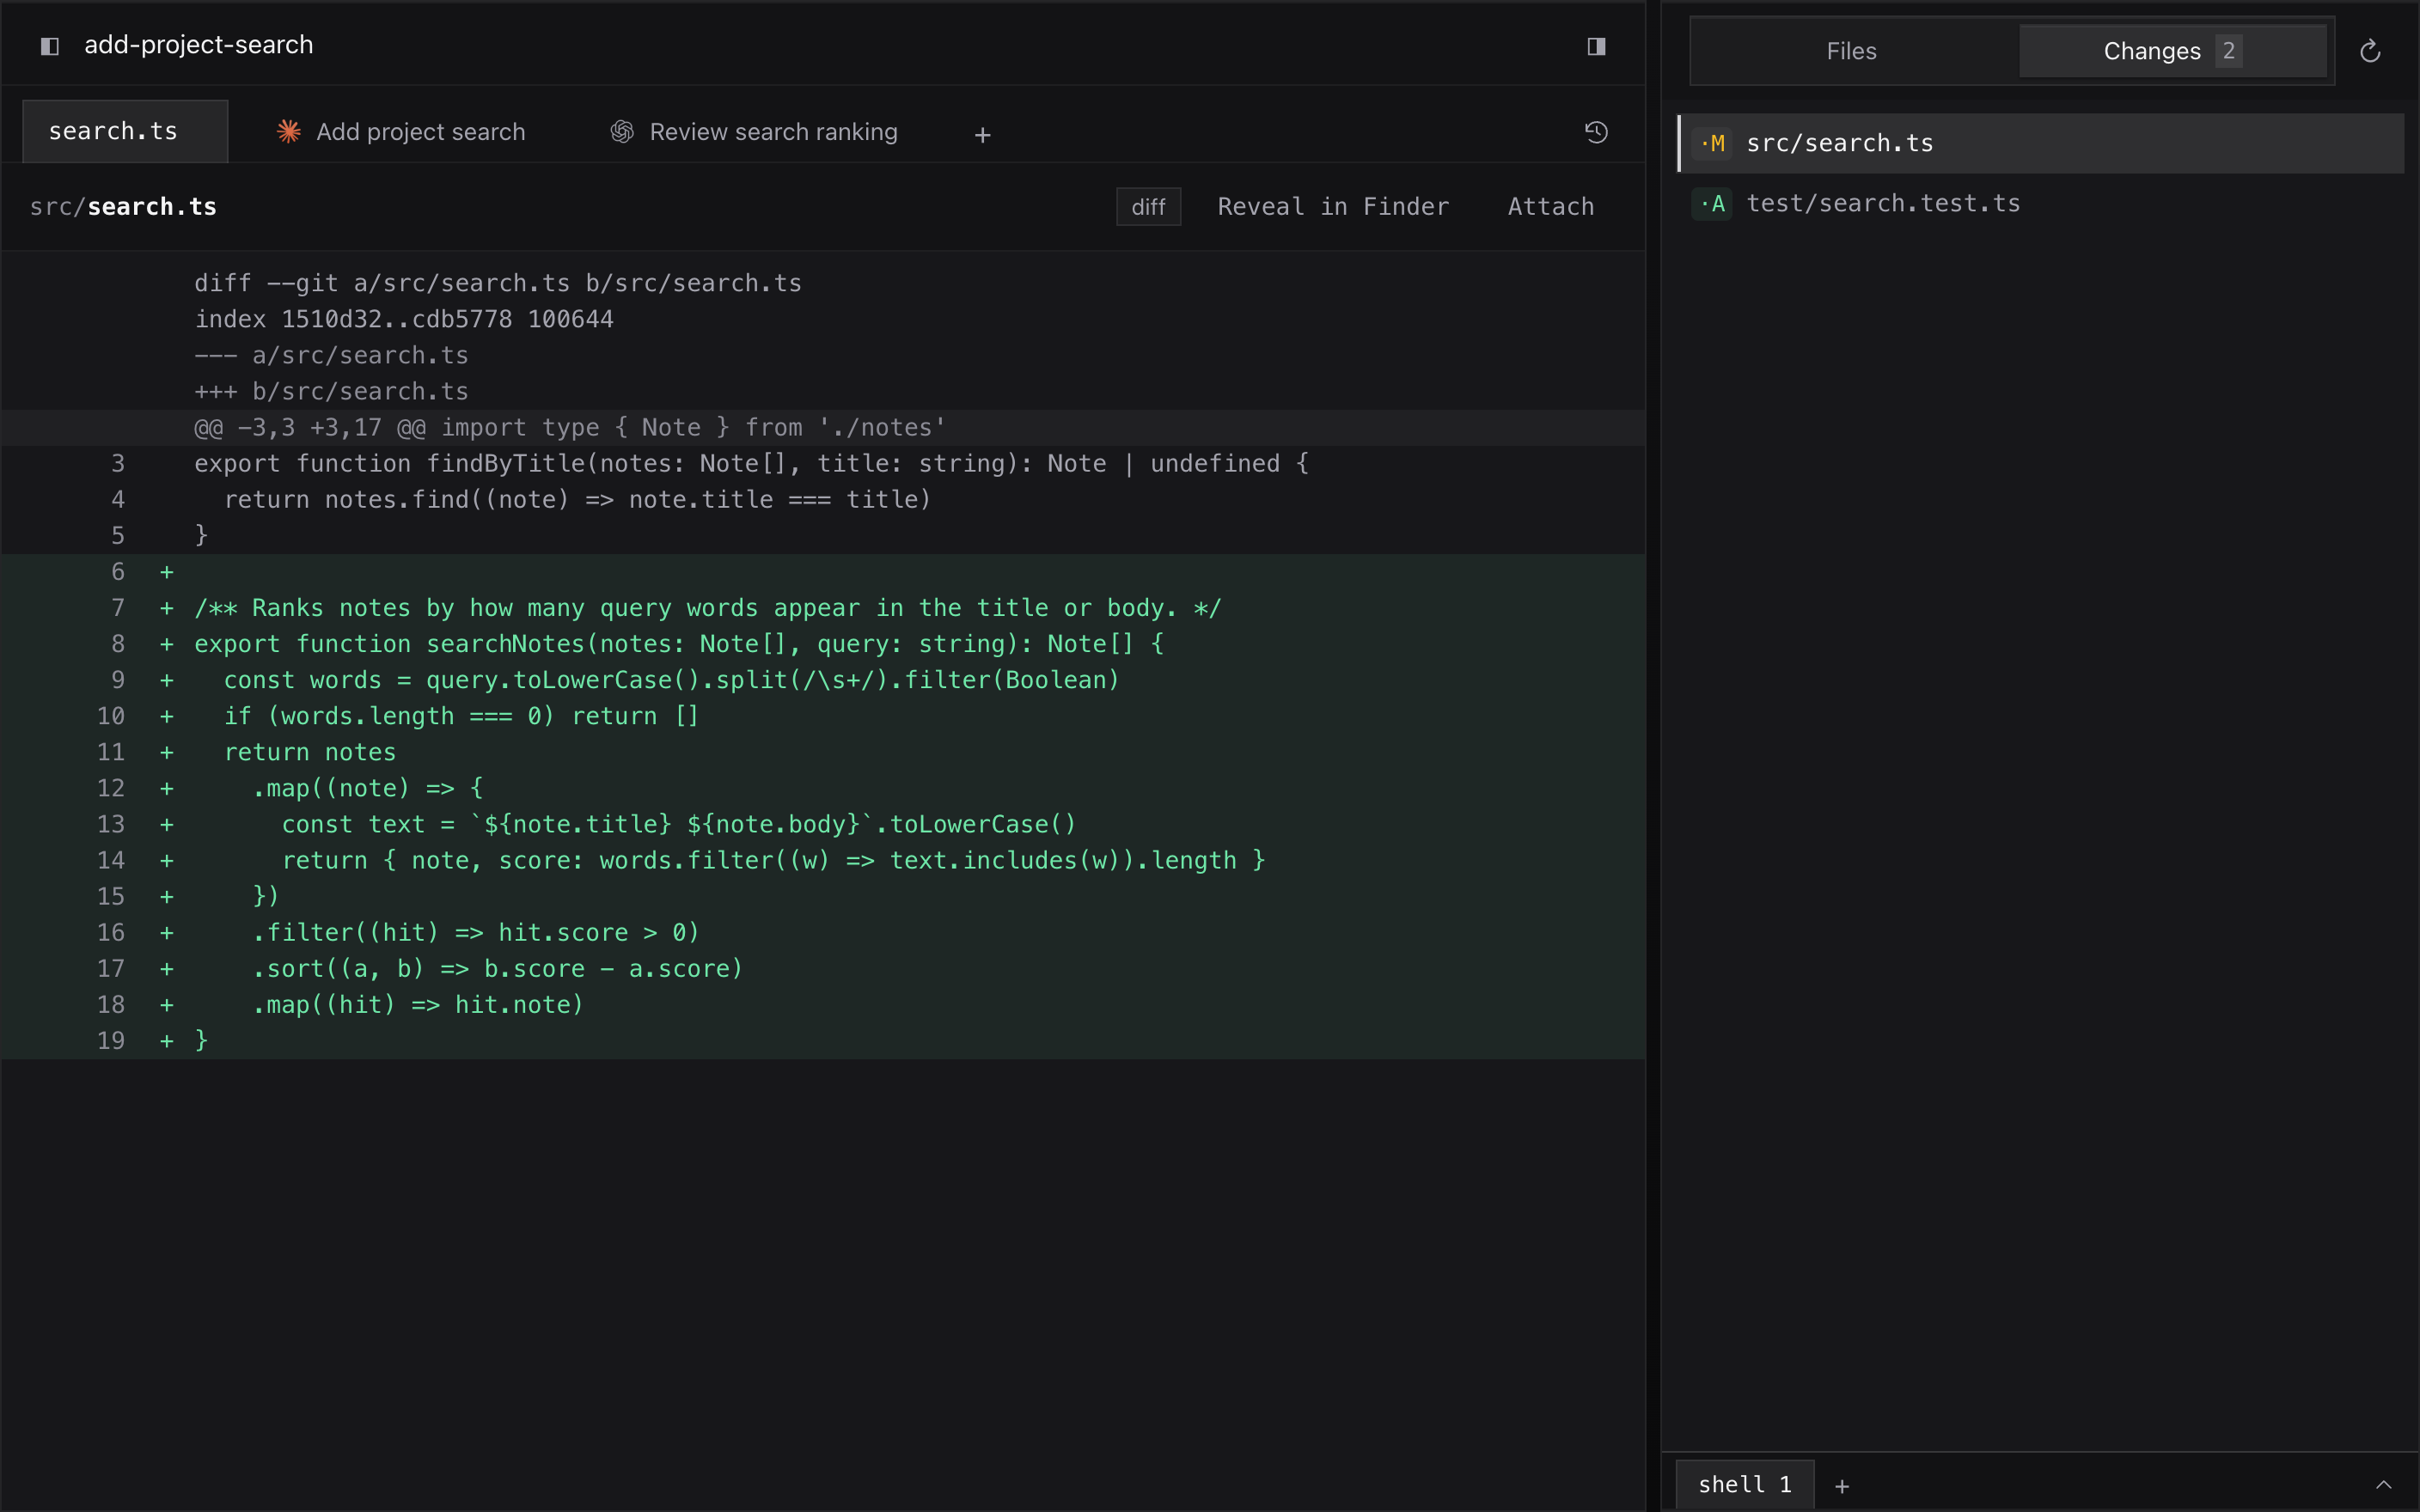 add-project-search
search.ts
Add project search
Review search ranking
+
src/search.ts
diff
Reveal in Finder
Attach
diff --git a/src/search.ts b/src/search.ts
index 1510d32..cdb5778 100644
--- a/src/search.ts
+++ b/src/search.ts
@@ -3,3 +3,17 @@ import type { Note } from './notes'
3 export function findByTitle(notes: Note[], title: string): Note | undefined {
4   return notes.find((note) => note.title === title)
5 }
6 +
7 + /** Ranks notes by how many query words appear in the title or body. */
8 + export function searchNotes(notes: Note[], query: string): Note[] {
9 +   const words = query.toLowerCase().split(/\s+/).filter(Boolean)
10 +   if (words.length === 0) return []
11 +   return notes
12 +     .map((note) => {
13 +       const text = `${note.title} ${note.body}`.toLowerCase()
14 +       return { note, score: words.filter((w) => text.includes(w)).length }
15 +     })
16 +     .filter((hit) => hit.score > 0)
17 +     .sort((a, b) => b.score - a.score)
18 +     .map((hit) => hit.note)
19 + }
Files
Changes 2
·M src/search.ts
·A test/search.test.ts
shell 1 +